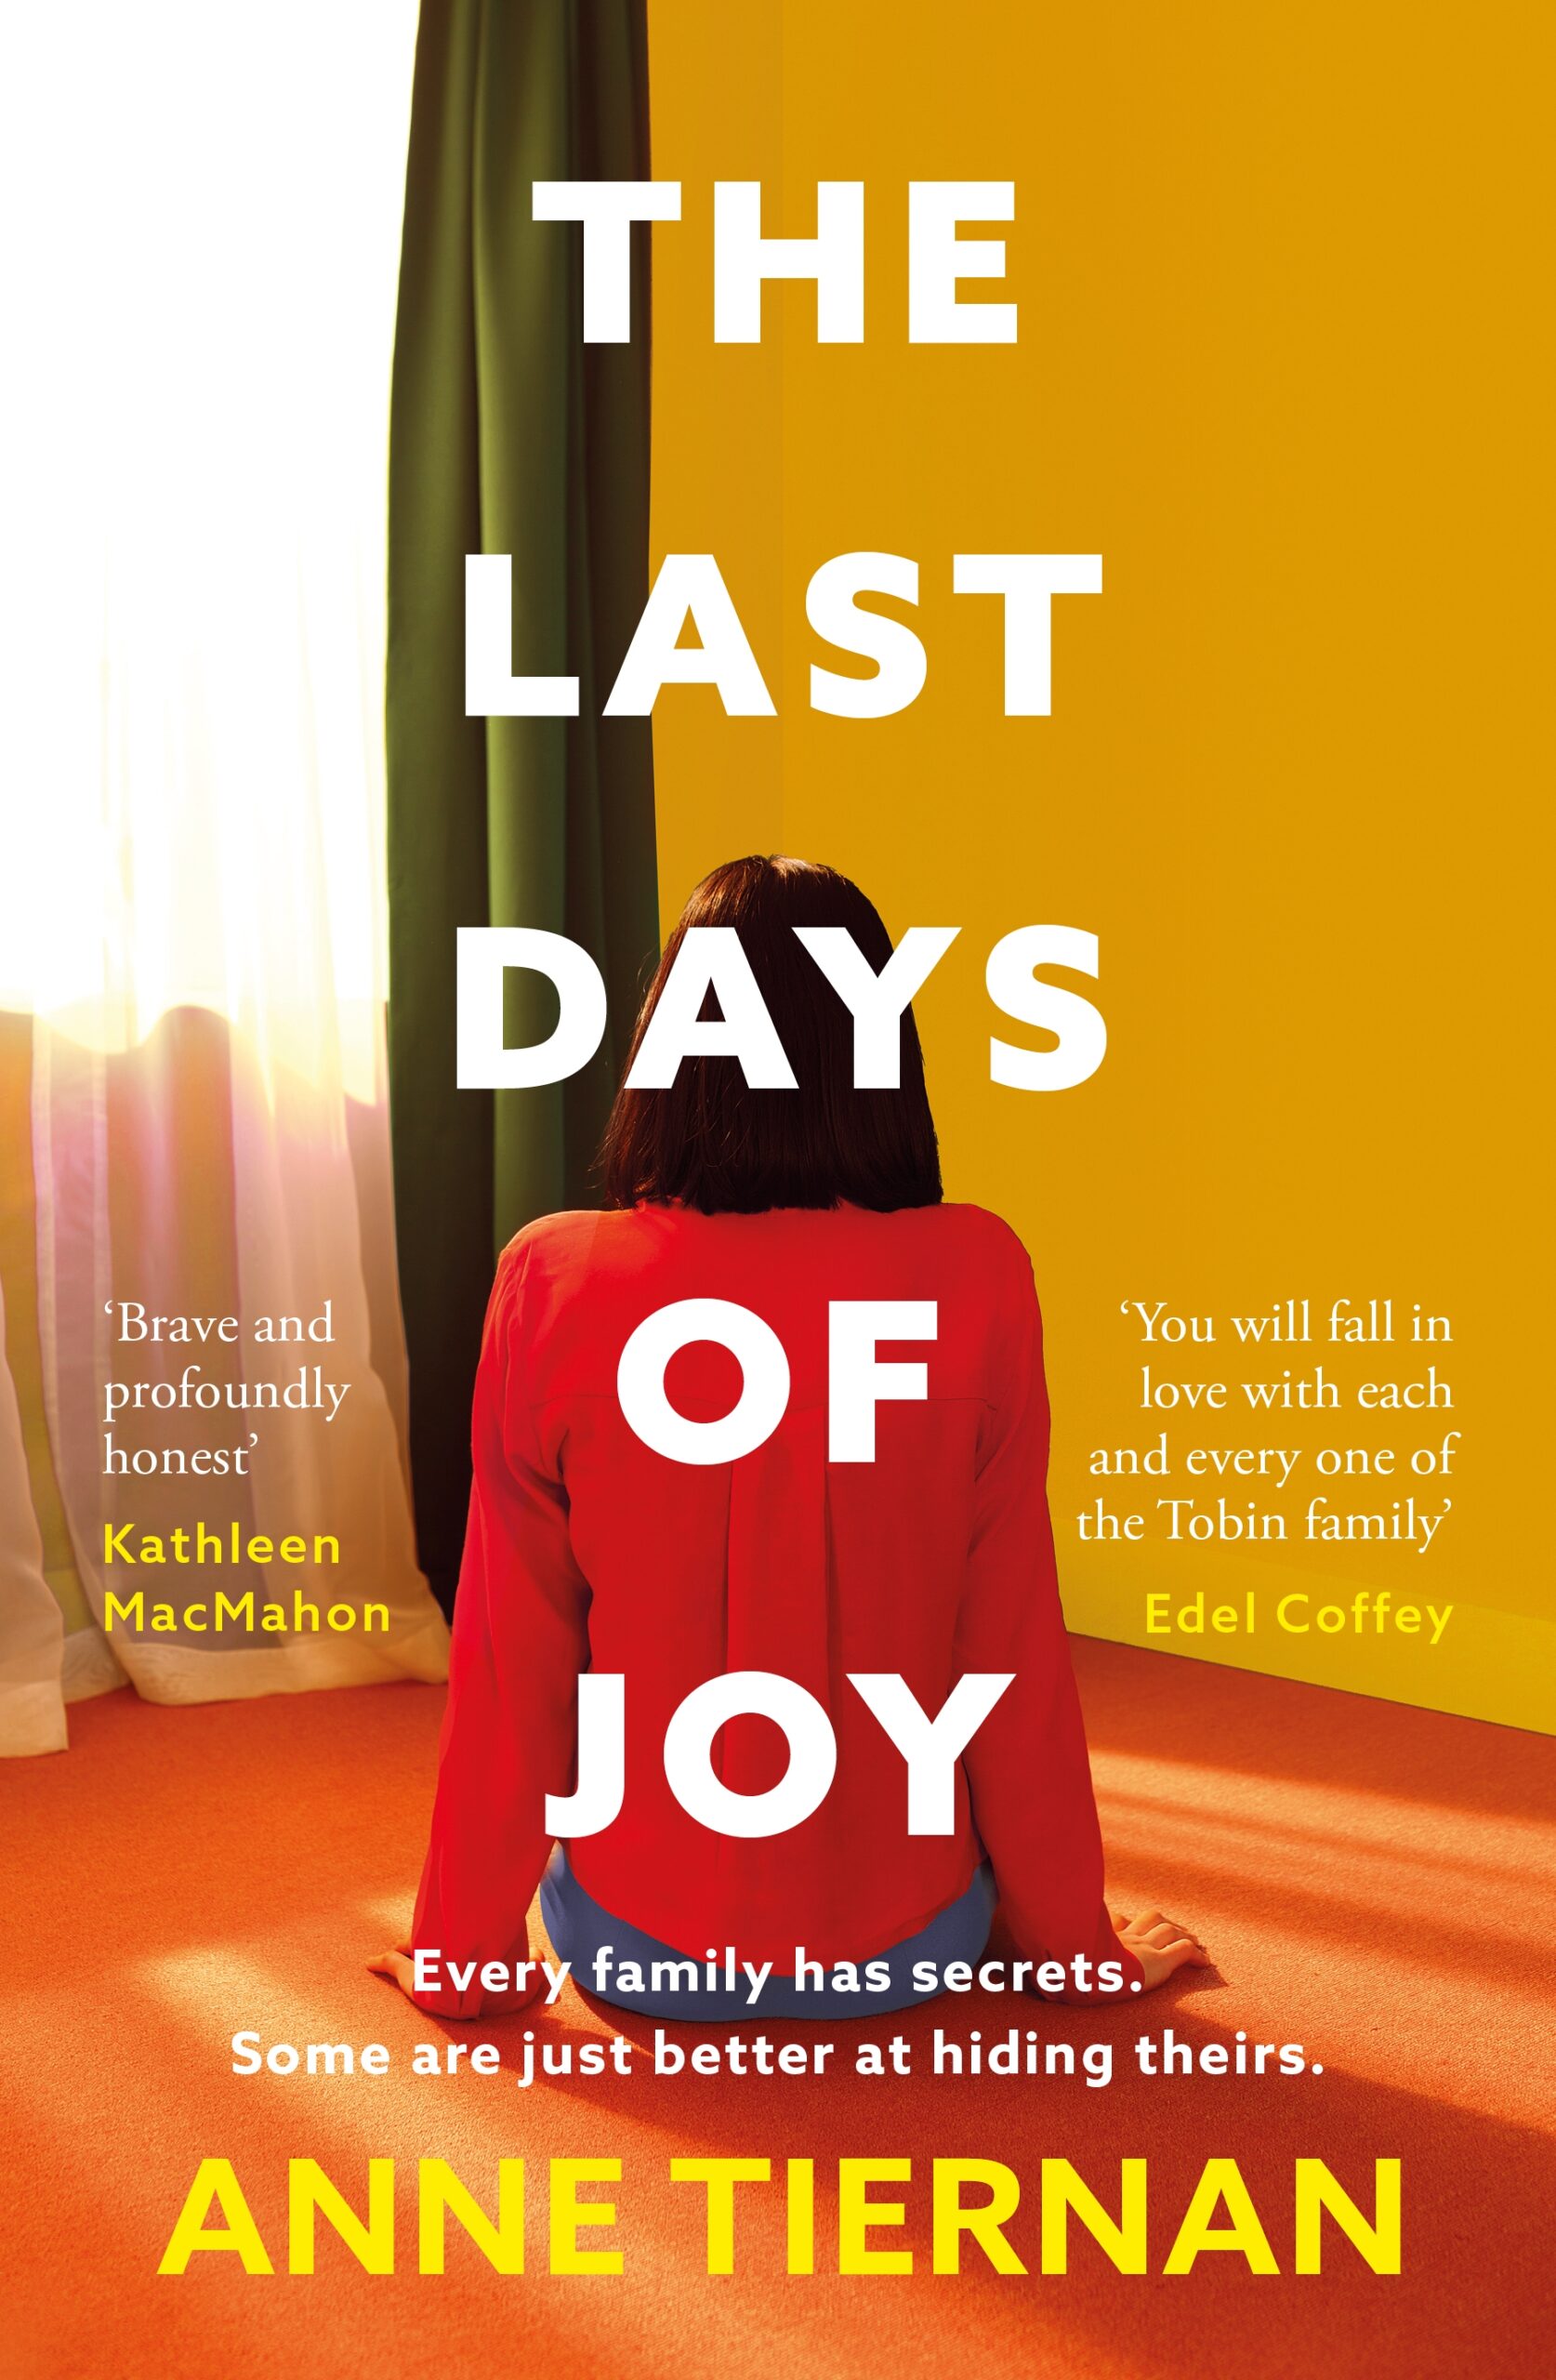 THE
LAST
DAYS
OF
JOY
‘Brave and
profoundly
honest’
Kathleen
MacMahon
‘You will fall in
love with each
and every one of
the Tobin family’
Edel Coffey
Every family has secrets.
Some are just better at hiding theirs.
ANNE TIERNAN